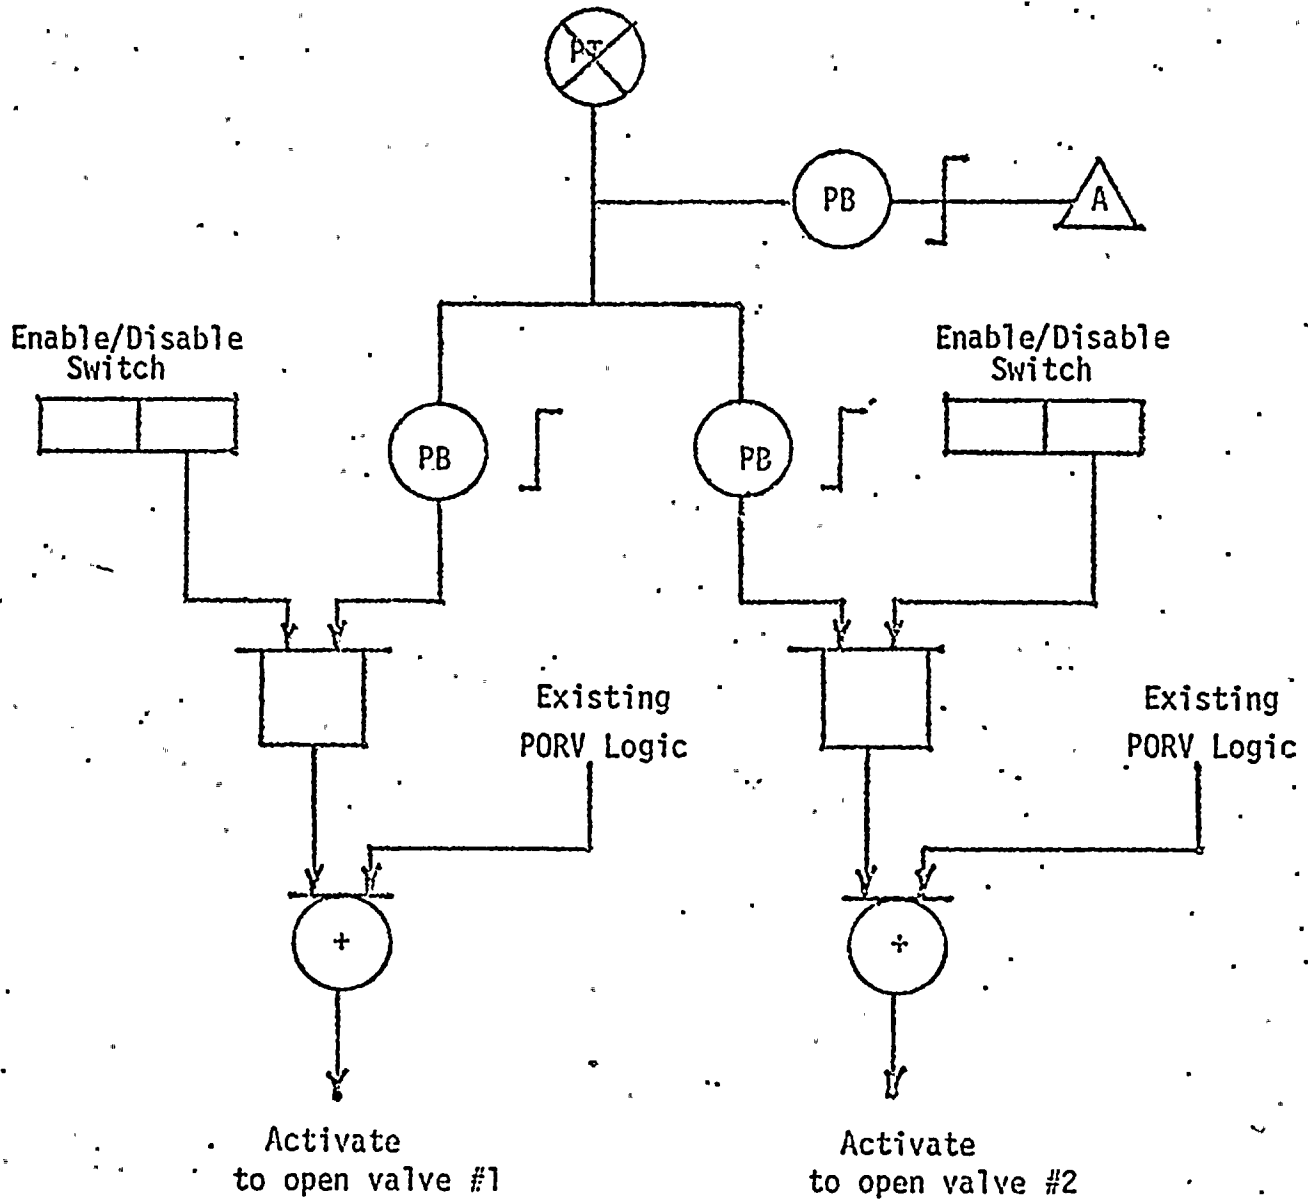 PT
PB
A
Enable/Disable
Switch
Enable/Disable
Switch
PB
PB
Existing
PORV Logic
Existing
PORV Logic
+
+
Activate
to open valve #1
Activate
to open valve #2